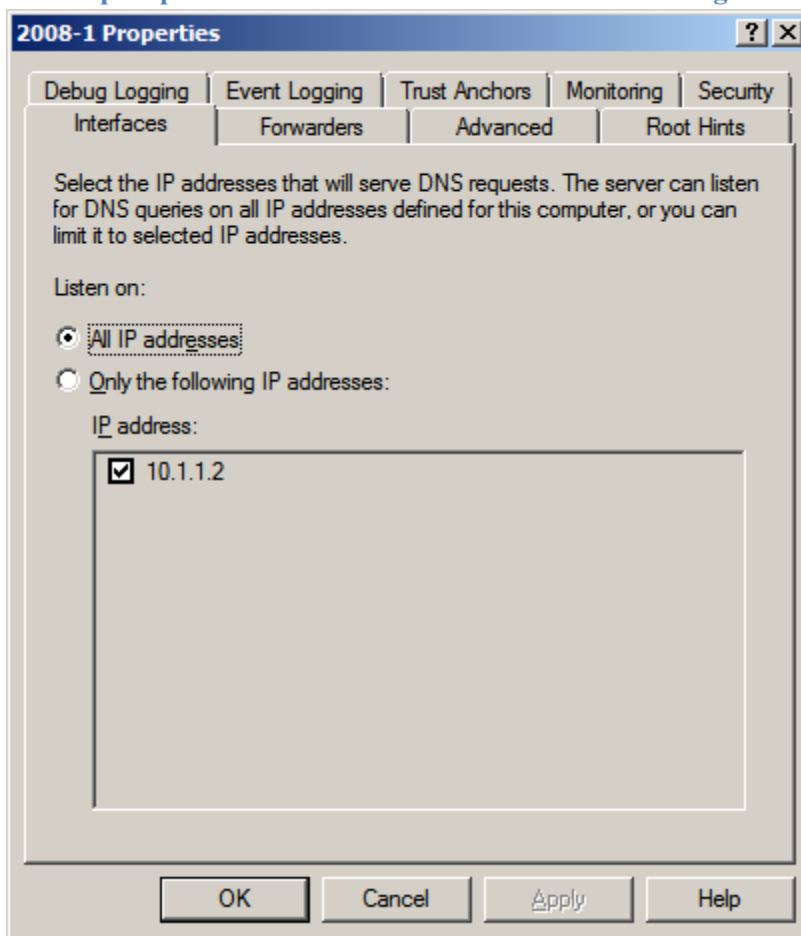 2008-1 Properties
Debug Logging Event Logging Trust Anchors Monitoring Security
Interfaces Forwarders Advanced Root Hints
Select the IP addresses that will serve DNS requests. The server can listen
for DNS queries on all IP addresses defined for this computer, or you can
limit it to selected IP addresses.
Listen on:
All IP addresses
Only the following IP addresses:
IP address:
10.1.1.2
OK Cancel Apply Help